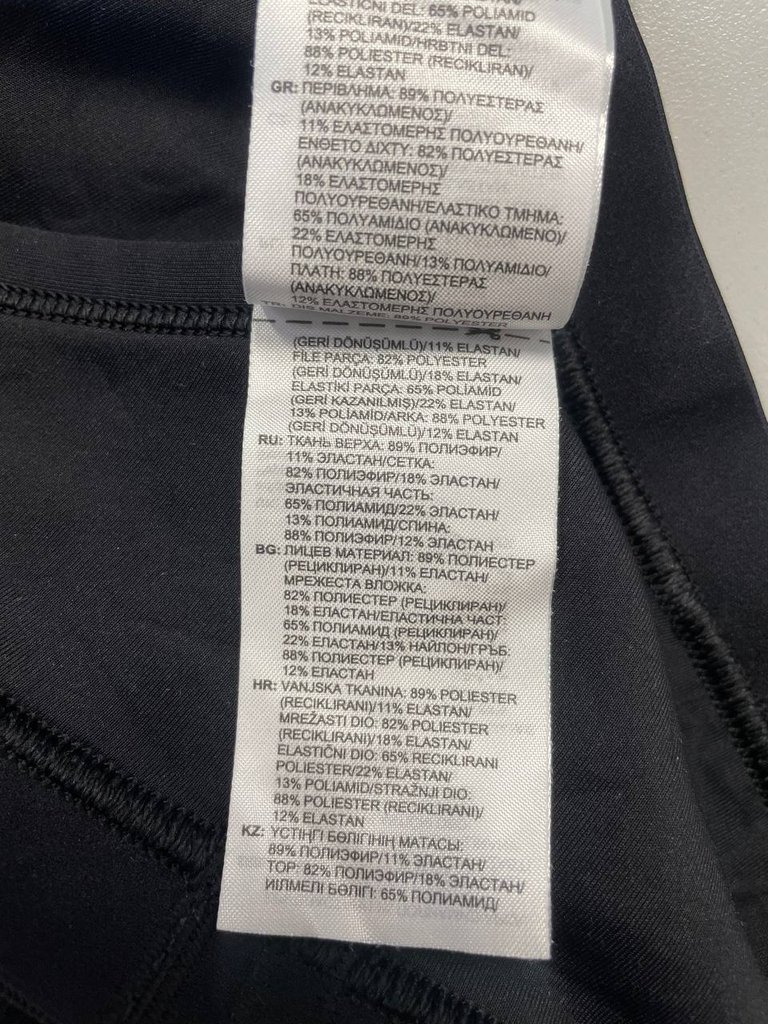 ELASTIČNI DEL: 65% POLIAMID
(RECIKLIRAN)/22% ELASTAN/
13% POLIAMID/HRBTNI DEL:
88% POLIESTER (RECIKLIRAN)/
12% ELASTAN
GR: ΠΕΡΙΒΛΗΜΑ: 89% ΠΟΛΥΕΣΤΕΡΑΣ
(ΑΝΑΚΥΚΛΩΜΕΝΟΣ)/
11% ΕΛΑΣΤΟΜΕΡΗΣ ΠΟΛΥΟΥΡΕΘΑΝΗ/
ΕΝΘΕΤΟ ΔΙΧΤΥ: 82% ΠΟΛΥΕΣΤΕΡΑΣ
(ΑΝΑΚΥΚΛΩΜΕΝΟΣ)/
18% ΕΛΑΣΤΟΜΕΡΗΣ
ΠΟΛΥΟΥΡΕΘΑΝΗ/ΕΛΑΣΤΙΚΟ ΤΜΗΜΑ:
65% ΠΟΛΥΑΜΙΔΙΟ (ΑΝΑΚΥΚΛΩΜΕΝΟ)/
22% ΕΛΑΣΤΟΜΕΡΗΣ
ΠΟΛΥΟΥΡΕΘΑΝΗ/13% ΠΟΛΥΑΜΙΔΙΟ/
ΠΛΑΤΗ: 88% ΠΟΛΥΕΣΤΕΡΑΣ
(ΑΝΑΚΥΚΛΩΜΕΝΟΣ)/
12% ΕΛΑΣΤΟΜΕΡΗΣ ΠΟΛΥΟΥΡΕΘΑΝΗ
TR: DIŞ MALZEME: 89% POLYESTER
(GERİ DÖNÜŞÜMLÜ)/11% ELASTAN/
FİLE PARÇA: 82% POLYESTER
(GERİ DÖNÜŞÜMLÜ)/18% ELASTAN/
ELASTİKİ PARÇA: 65% POLİAMİD
(GERİ KAZANILMIŞ)/22% ELASTAN/
13% POLİAMİD/ARKA: 88% POLYESTER
(GERİ DÖNÜŞÜMLÜ)/12% ELASTAN
RU: ТКАНЬ ВЕРХА: 89% ПОЛИЭФИР/
11% ЭЛАСТАН/СЕТКА:
82% ПОЛИЭФИР/18% ЭЛАСТАН/
ЭЛАСТИЧНАЯ ЧАСТЬ:
65% ПОЛИАМИД/22% ЭЛАСТАН/
13% ПОЛИАМИД/СПИНА:
88% ПОЛИЭФИР/12% ЭЛАСТАН
BG: ЛИЦЕВ МАТЕРИАЛ: 89% ПОЛИЕСТЕР
(РЕЦИКЛИРАН)/11% ЕЛАСТАН/
МРЕЖЕСТА ВЛОЖКА:
82% ПОЛИЕСТЕР (РЕЦИКЛИРАН)/
18% ЕЛАСТАН/ЕЛАСТИЧНА ЧАСТ:
65% ПОЛИАМИД (РЕЦИКЛИРАН)/
22% ЕЛАСТАН/13% НАЙЛОН/ГРЪБ:
88% ПОЛИЕСТЕР (РЕЦИКЛИРАН)/
12% ЕЛАСТАН
HR: VANJSKA TKANINA: 89% POLIESTER
(RECIKLIRANI)/11% ELASTAN/
MREŽASTI DIO: 82% POLIESTER
(RECIKLIRANI)/18% ELASTAN/
ELASTIČNI DIO: 65% RECIKLIRANI
POLIESTER/22% ELASTAN/
13% POLIAMID/STRAŽNJI DIO:
88% POLIESTER (RECIKLIRANI)/
12% ELASTAN
KZ: ҮСТІҢГІ БӨЛІГІНІҢ МАТАСЫ:
89% ПОЛИЭФИР/11% ЭЛАСТАН/
ТОР: 82% ПОЛИЭФИР/18% ЭЛАСТАН/
ИІЛМЕЛІ БӨЛІГІ: 65% ПОЛИАМИД/